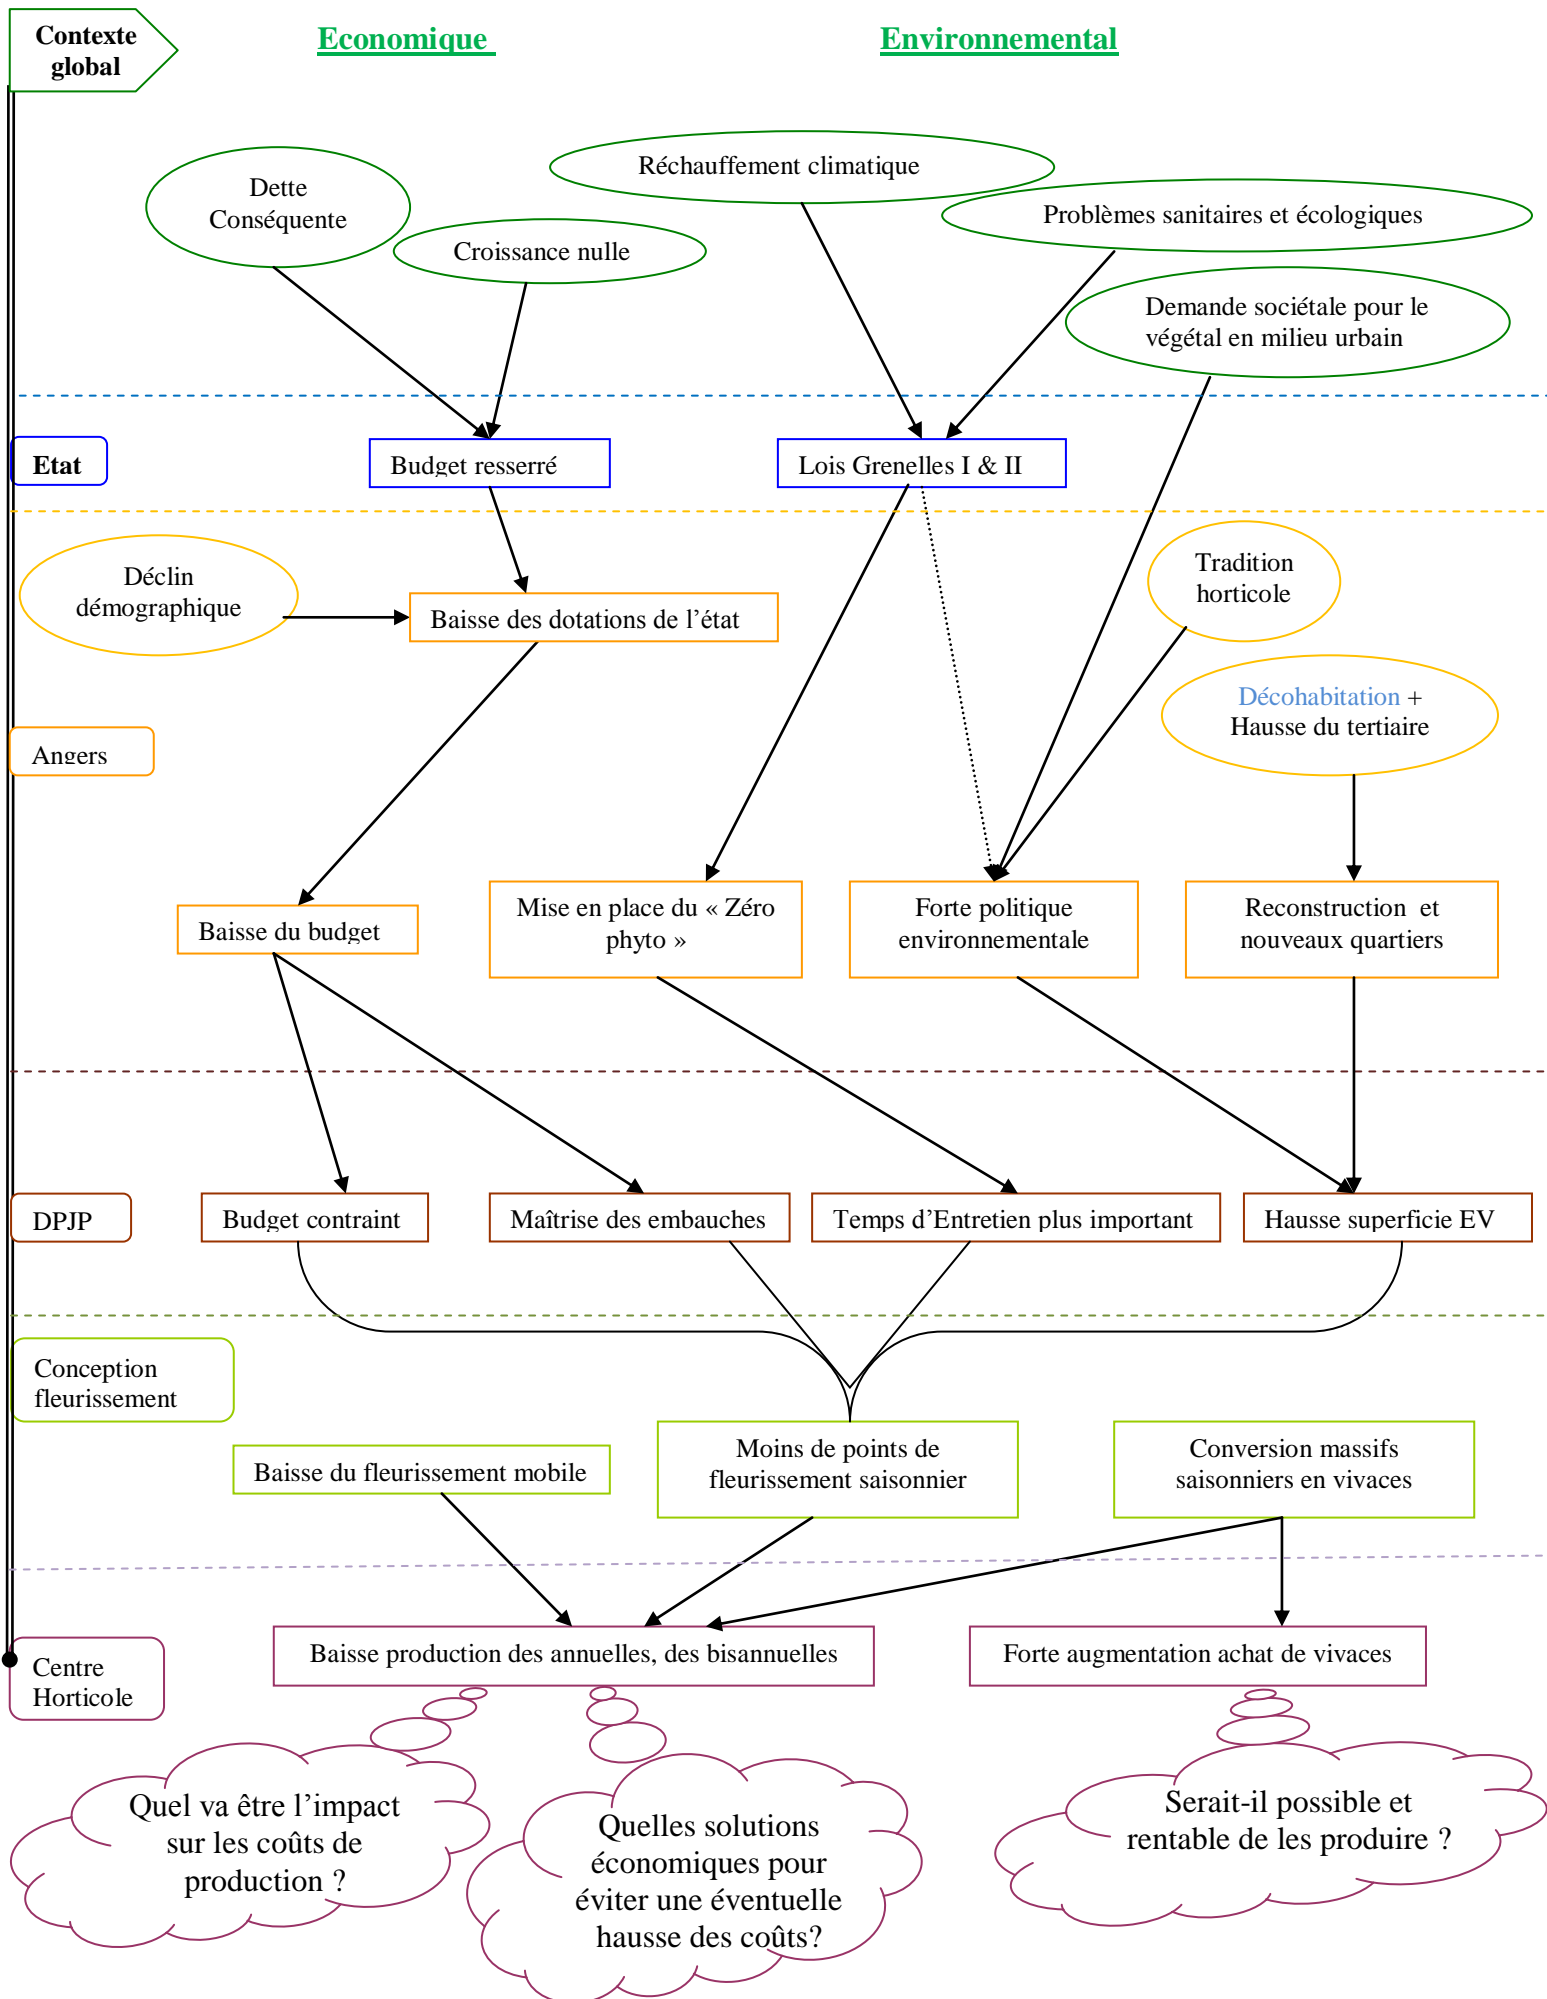 Contexte
global
Economique
Environnemental
Réchauffement climatique
Dette
Conséquente
Problèmes sanitaires et écologiques
Croissance nulle
Demande sociétale pour le
végétal en milieu urbain
Etat
Budget resserré
Lois Grenelles I & II
Déclin
démographique
Baisse des dotations de l’état
Tradition
horticole
Décohabitation +
Hausse du tertiaire
Angers
Baisse du budget
Mise en place du « Zéro
phyto »
Forte politique
environnementale
Reconstruction et
nouveaux quartiers
DPJP
Budget contraint
Maîtrise des embauches
Temps d’Entretien plus important
Hausse superficie EV
Conception
fleurissement
Baisse du fleurissement mobile
Moins de points de
fleurissement saisonnier
Conversion massifs
saisonniers en vivaces
Centre
Horticole
Baisse production des annuelles, des bisannuelles
Forte augmentation achat de vivaces
Quel va être l’impact
sur les coûts de
production ?
Quelles solutions
économiques pour
éviter une éventuelle
hausse des coûts?
Serait-il possible et
rentable de les produire ?